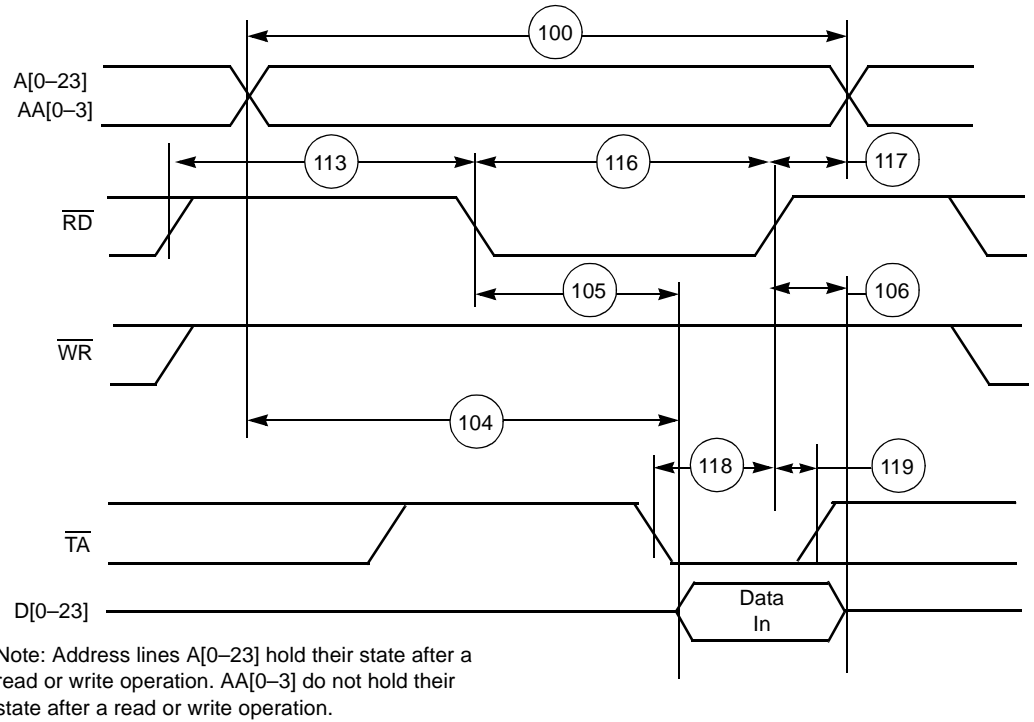 100
A[0–23]
AA[0–3]
113
116
117
RD
105
106
WR
104
118
119
TA
D[0–23]
Data
In
Note: Address lines A[0–23] hold their state after a
read or write operation. AA[0–3] do not hold their
state after a read or write operation.